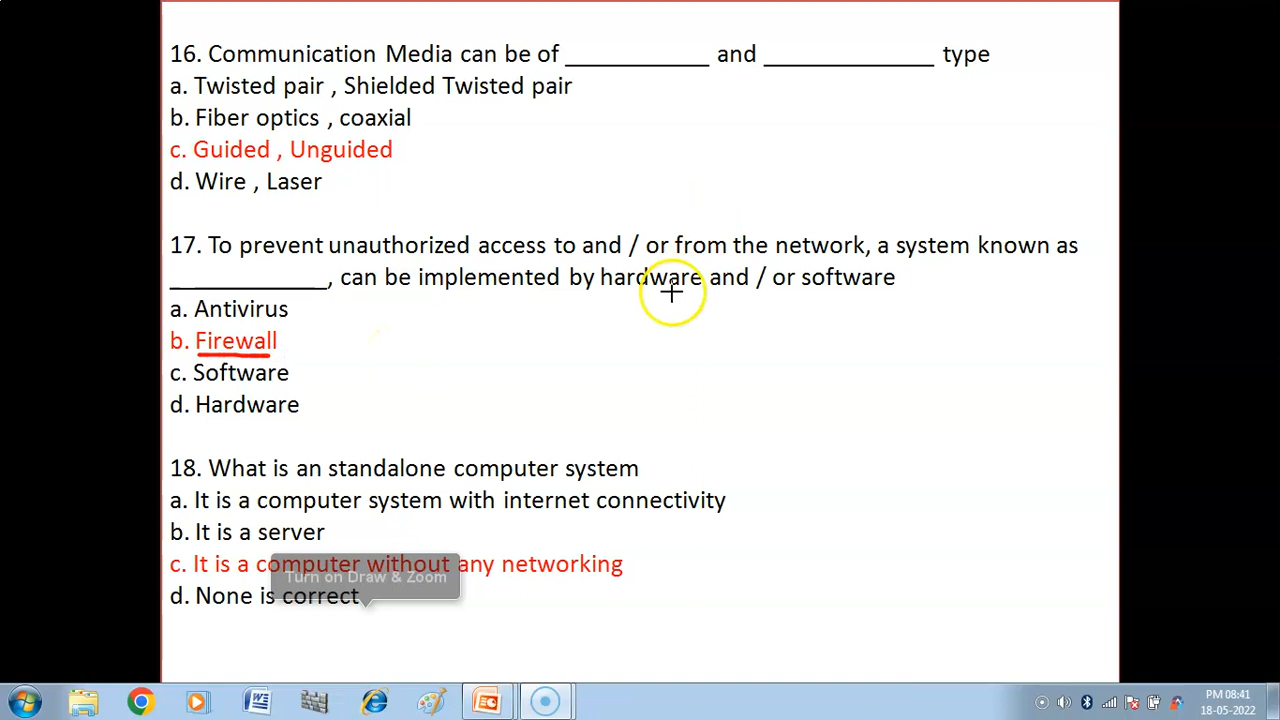 16. Communication Media can be of ___________ and _____________ type
a. Twisted pair , Shielded Twisted pair
b. Fiber optics , coaxial
c. Guided , Unguided
d. Wire , Laser
17. To prevent unauthorized access to and / or from the network, a system known as
_ __________, can be implemented by hardware and / or software
a. Antivirus
b. Firewall
c. Software
d. Hardware
18. What is an standalone computer system
a. It is a computer system with internet connectivity
b. It is a server
c. It is a computer without any networking
Turn on Draw & Zoom
d. None is correct
PM 08:41
18-05-2022